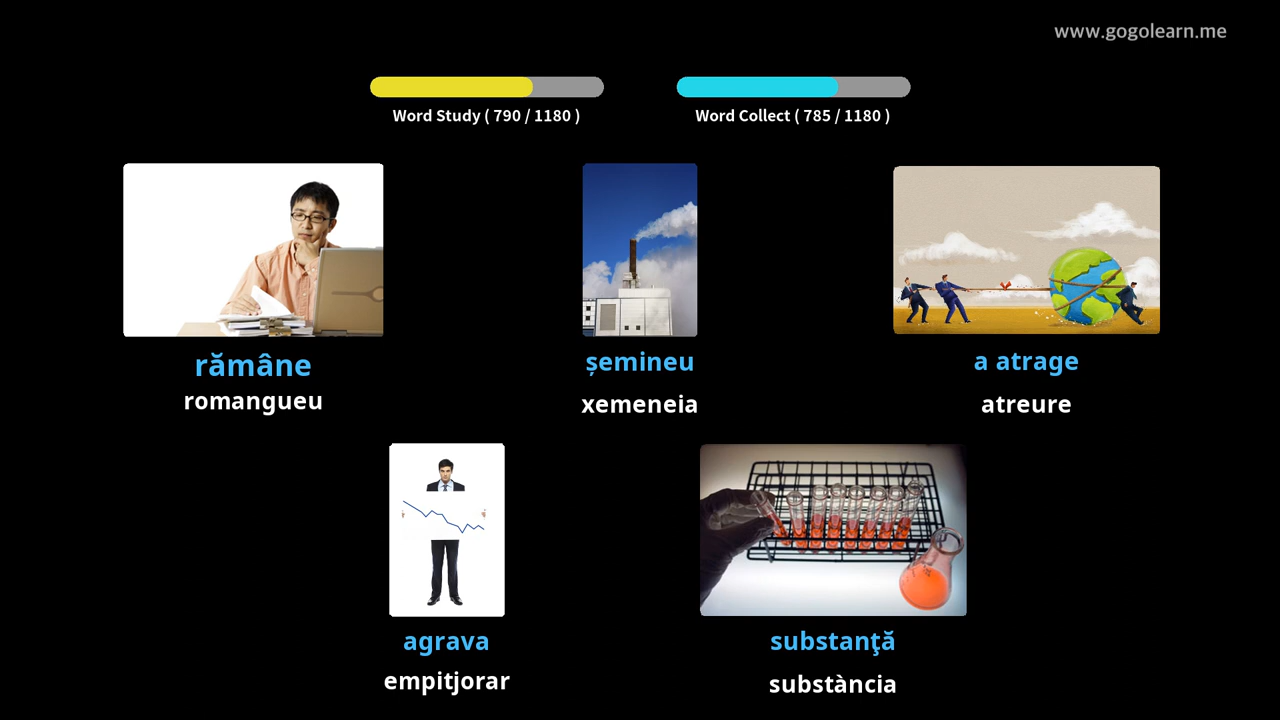 www.gogolearn.me
Word Study ( 790 / 1180 )
Word Collect ( 785 / 1180 )
rămâne
romangueu
șemineu
xemeneia
a atrage
atreure
agrava
empitjorar
substanţă
substància